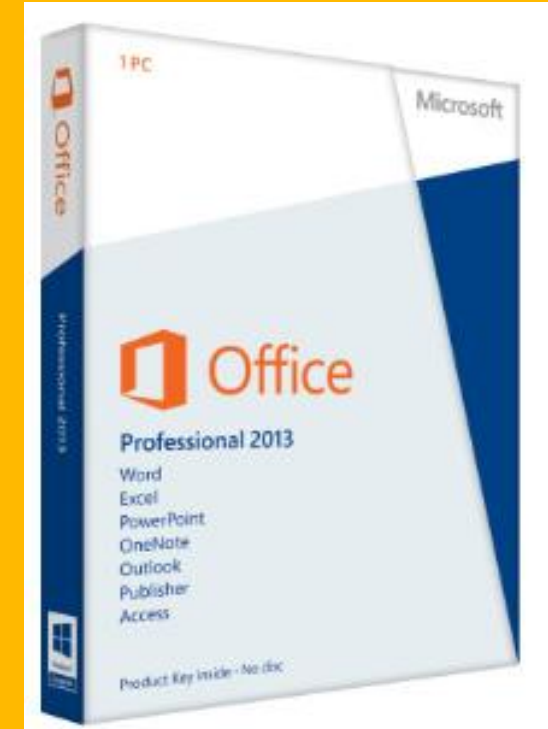 1 PC
Microsoft
Office
Professional 2013
Office
Professional 2013
Word
Excel
PowerPoint
OneNote
Outlook
Publisher
Access
Product Key Inside - No disc